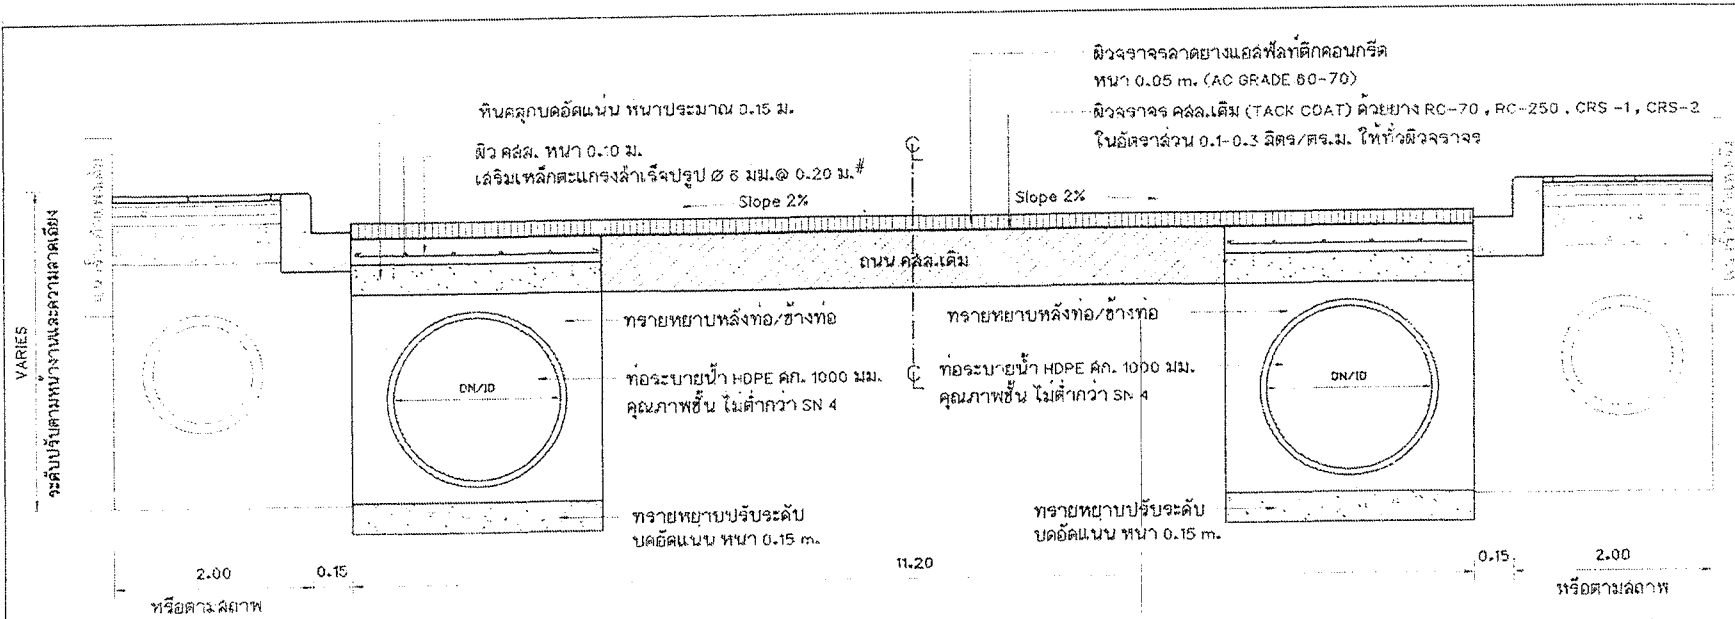 ผิวจราจรลาดยางแอสฟัลท์ติกคอนกรีต
หนา 0.05 m. (AC GRADE 60-70)
ผิวจราจร คสล.เดิม (TACK COAT) ด้วยยาง RC-70 , RC-250 , CRS -1, CRS-2
ในอัตราส่วน 0.1-0.3 ลิตร/ตร.ม. ให้ทั่วผิวจราจร
หินคลุกบดอัดแน่น หนาประมาณ 0.15 ม.
ผิว คสล. หนา 0.10 ม.
เสริมเหล็กตะแกรงสำเร็จรูป Ø 6 มม.@ 0.20 ม.#
Slope 2%
Slope 2%
ถนน คสล.เดิม
VARIES
ระดับปรับตามหน้างานและความลาดเอียง
ทรายหยาบหลังท่อ/ข้างท่อ
ทรายหยาบหลังท่อ/ข้างท่อ
DN/ID
ท่อระบายน้ำ HDPE ศก. 1000 มม.
คุณภาพชั้น ไม่ต่ำกว่า SN 4
ท่อระบายน้ำ HDPE ศก. 1000 มม.
คุณภาพชั้น ไม่ต่ำกว่า SN 4
DN/ID
ทรายหยาบปรับระดับ
บดอัดแนน หนา 0.15 m.
ทรายหยาบปรับระดับ
บดอัดแนน หนา 0.15 m.
2.00
0.15
11.20
0.15
2.00
หรือตามสภาพ
หรือตามสภาพ